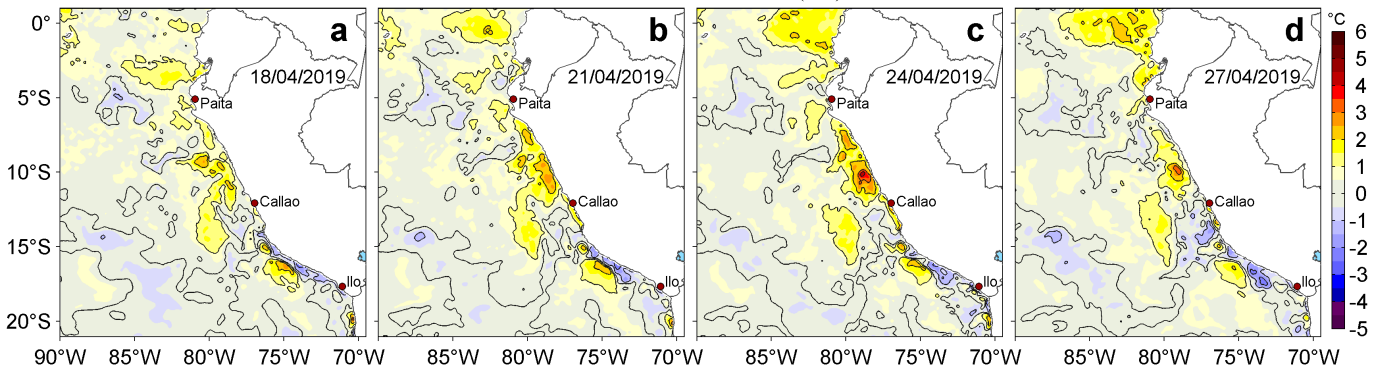 a b c d °C
0° 6
18/04/2019 21/04/2019 24/04/2019 27/04/2019 5
4
5°S Paita Paita Paita Paita 3
2
10°S 1
Callao Callao Callao Callao 0
-1
15°S -2
Ilo Ilo Ilo Ilo -3
-4
20°S -5
90°W 85°W 80°W 75°W 70°W 85°W 80°W 75°W 70°W 85°W 80°W 75°W 70°W 85°W 80°W 75°W 70°W